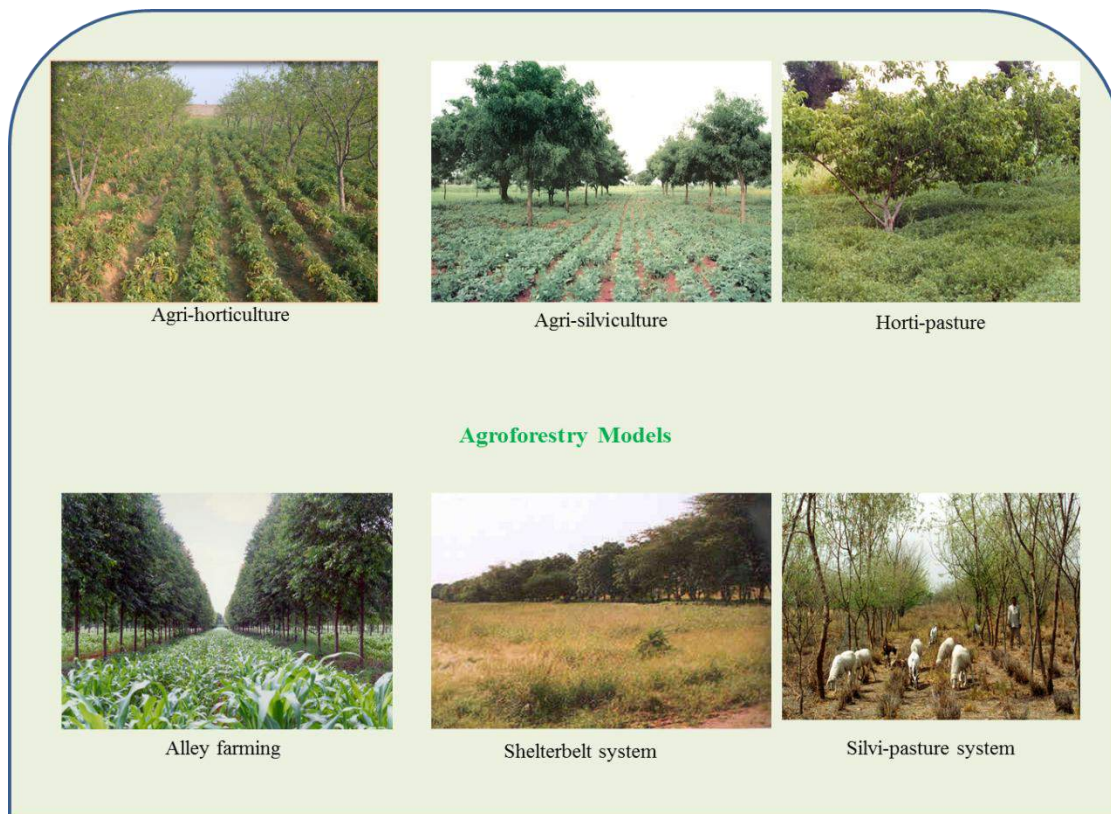 Agri-horticulture
Agri-silviculture
Horti-pasture
Agroforestry Models
Alley farming
Shelterbelt system
Silvi-pasture system